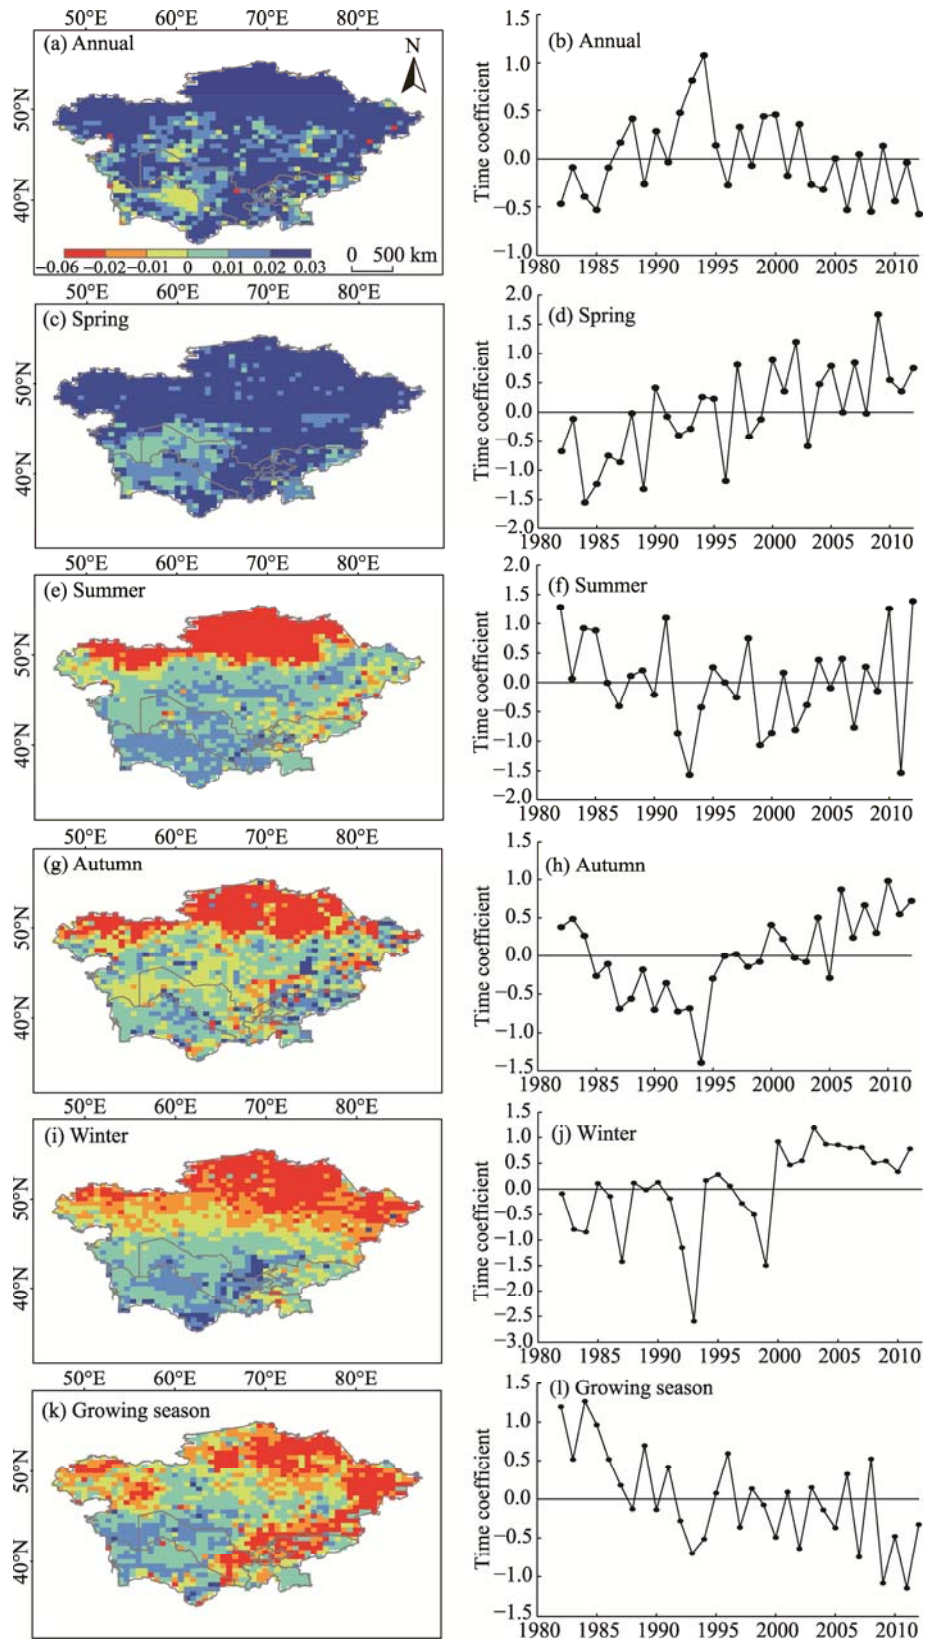 50°E 60°E 70°E 80°E
(a) Annual
N
50°N
40°N
−0.06 −0.02 −0.01 0 0.01 0.02 0.03
0 500 km
(b) Annual
Time coefficient
1.5
1.0
0.5
0.0
−0.5
−1.0
1980 1985 1990 1995 2000 2005 2010
50°E 60°E 70°E 80°E
(c) Spring
50°N
40°N
(d) Spring
Time coefficient
2.0
1.5
1.0
0.5
0.0
−0.5
−1.0
−1.5
−2.0
1980 1985 1990 1995 2000 2005 2010
50°E 60°E 70°E 80°E
(e) Summer
50°N
40°N
(f) Summer
Time coefficient
2.0
1.5
1.0
0.5
0.0
−0.5
−1.0
−1.5
−2.0
1980 1985 1990 1995 2000 2005 2010
50°E 60°E 70°E 80°E
(g) Autumn
50°N
40°N
(h) Autumn
Time coefficient
1.5
1.0
0.5
0.0
−0.5
−1.0
−1.5
1980 1985 1990 1995 2000 2005 2010
50°E 60°E 70°E 80°E
(i) Winter
50°N
40°N
(j) Winter
Time coefficient
1.5
1.0
0.5
0.0
−0.5
−1.0
−1.5
−2.0
−2.5
−3.0
1980 1985 1990 1995 2000 2005 2010
50°E 60°E 70°E 80°E
(k) Growing season
50°N
40°N
(l) Growing season
Time coefficient
1.5
1.0
0.5
0.0
−0.5
−1.0
−1.5
1980 1985 1990 1995 2000 2005 2010